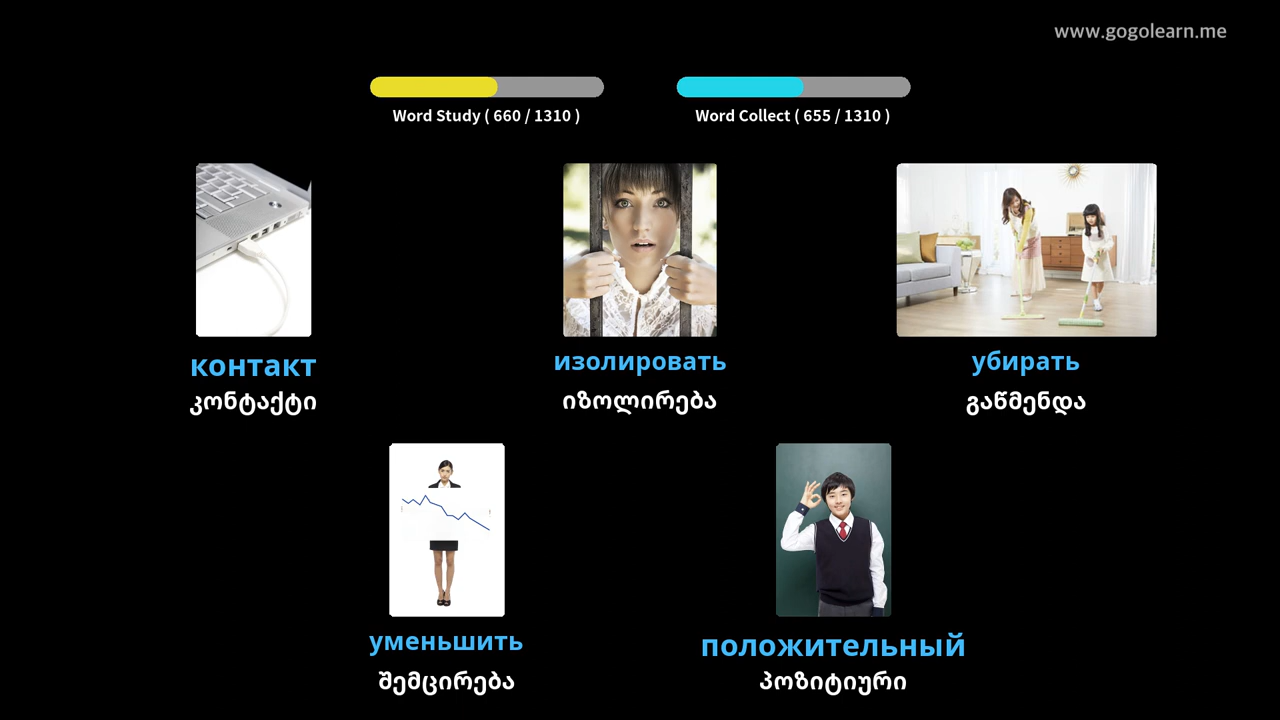 www.gogolearn.me
Word Study ( 660 / 1310 )
Word Collect ( 655 / 1310 )
контакт
კონტაქტი
изолировать
იზოლირება
убирать
გაწმენდა
уменьшить
შემცირება
положительный
პოზიტიური